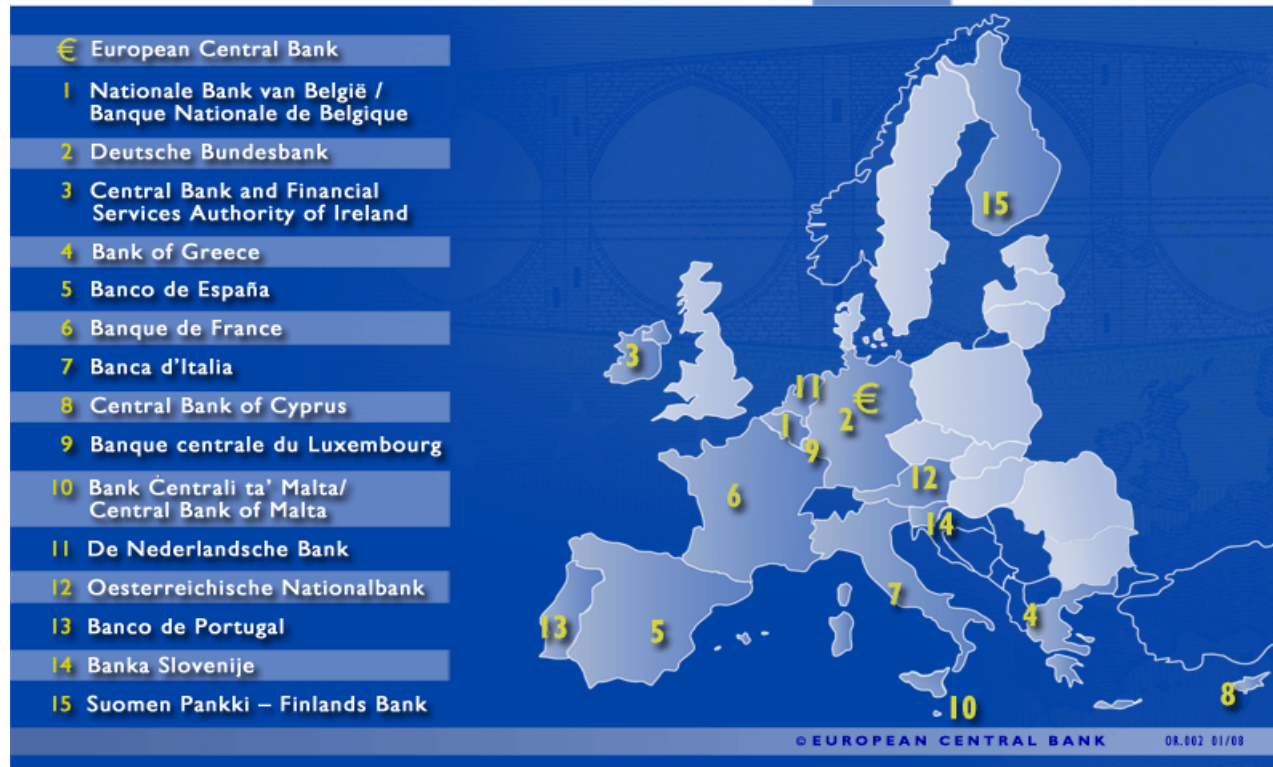 € European Central Bank
1 Nationale Bank van België /
Banque Nationale de Belgique
2 Deutsche Bundesbank
3 Central Bank and Financial
Services Authority of Ireland
4 Bank of Greece
5 Banco de España
6 Banque de France
7 Banca d'Italia
8 Central Bank of Cyprus
9 Banque centrale du Luxembourg
10 Bank Ċentrali ta' Malta/
Central Bank of Malta
11 De Nederlandsche Bank
12 Oesterreichische Nationalbank
13 Banco de Portugal
14 Banka Slovenije
15 Suomen Pankki – Finlands Bank
15
3
11
€
2
1
9
12
6
14
7
4
13
5
8
10
© EUROPEAN CENTRAL BANK
OR.002 01/08